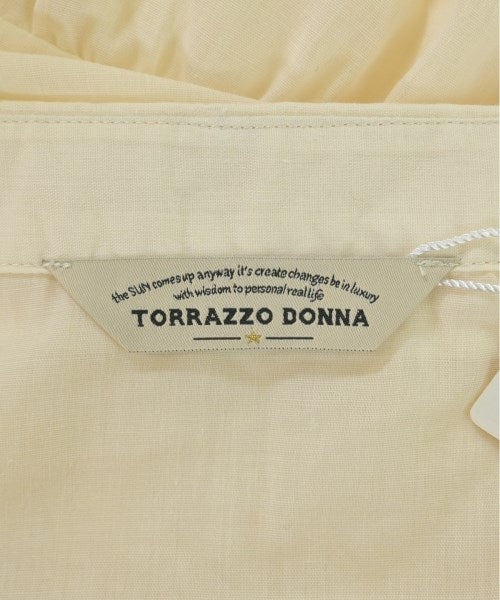 the SUN comes up anyway it's create changes be in luxury
with wisdom to personal real life
TORRAZZO DONNA